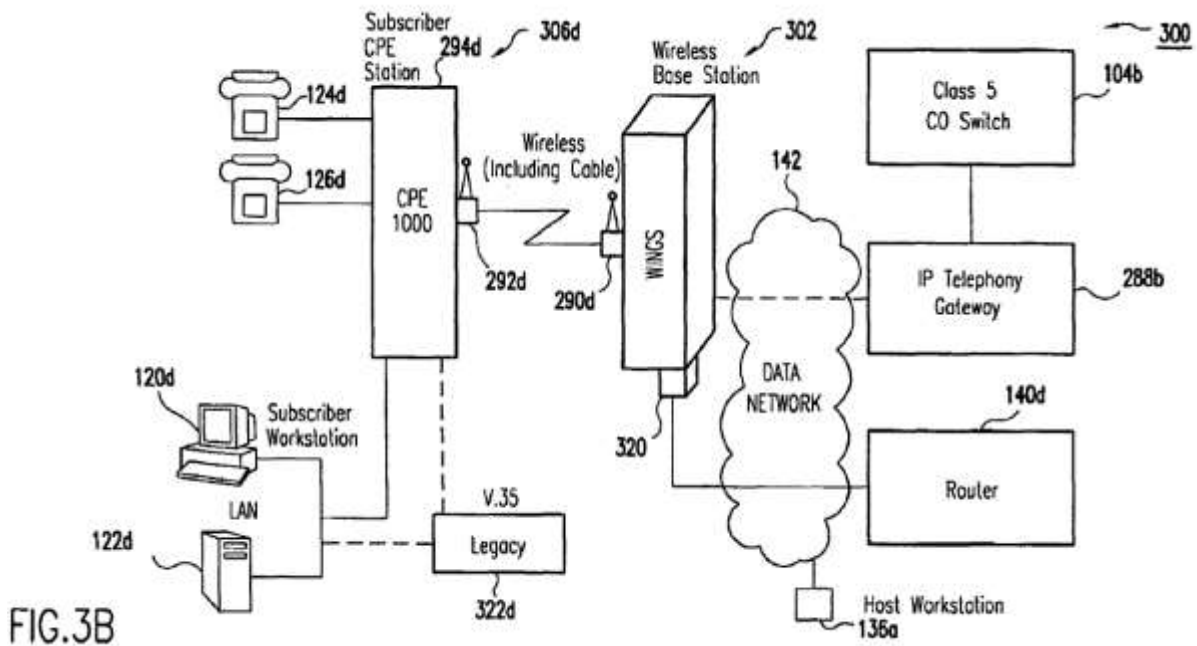 Subscriber
CPE
Station
294d
306d
302
Wireless
Base Station
300
Class 5
CO Switch
104b
124d
126d
CPE
1000
Wireless
(Including Cable)
292d
290d
WINGS
142
IP Telephony
Gateway
288b
DATA
NETWORK
320
120d
Subscriber
Workstation
LAN
122d
V.35
Legacy
322d
140d
Router
Host Workstation
136a
FIG.3B